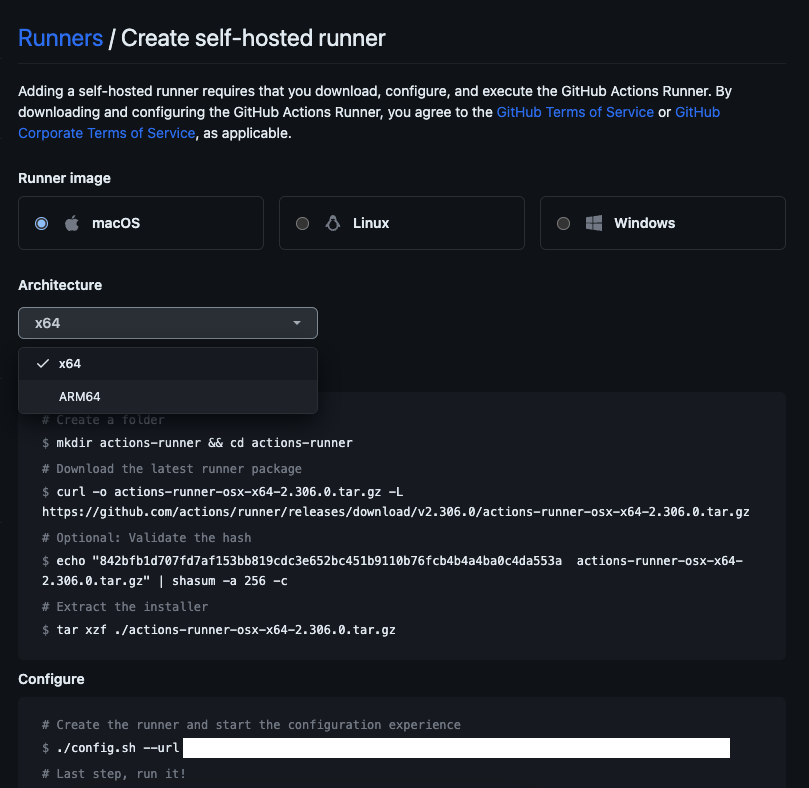 Runners / Create self-hosted runner
Adding a self-hosted runner requires that you download, configure, and execute the GitHub Actions Runner. By
downloading and configuring the GitHub Actions Runner, you agree to the GitHub Terms of Service or GitHub
Corporate Terms of Service, as applicable.
Runner image
macOS
Linux
Windows
Architecture
x64
x64
ARM64
# Create a folder
$ mkdir actions-runner && cd actions-runner
# Download the latest runner package
$ curl -o actions-runner-osx-x64-2.306.0.tar.gz -L
https://github.com/actions/runner/releases/download/v2.306.0/actions-runner-osx-x64-2.306.0.tar.gz
# Optional: Validate the hash
$ echo "842bfb1d707fd7af153bb819cdc3e652bc451b9110b76fcb4b4a4ba0c4da553a  actions-runner-osx-x64-
2.306.0.tar.gz" | shasum -a 256 -c
# Extract the installer
$ tar xzf ./actions-runner-osx-x64-2.306.0.tar.gz
Configure
# Create the runner and start the configuration experience
$ ./config.sh --url
# Last step, run it!